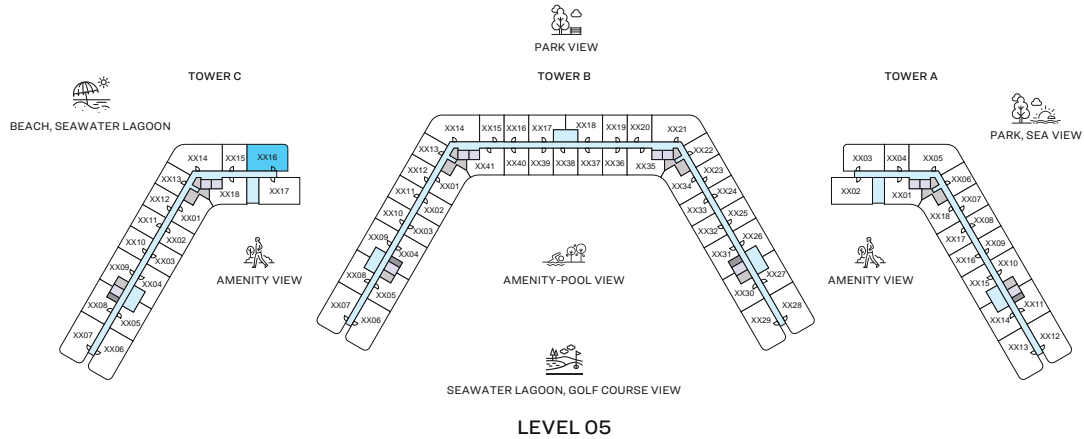 PARK VIEW
TOWER C
TOWER B
TOWER A
BEACH, SEAWATER LAGOON
PARK, SEA VIEW
XX14
XX15
XX16
XX13
XX17
XX18
XX12
XX01
XX11
XX02
XX10
XX03
XX09
XX04
XX08
XX05
XX07
XX06
AMENITY VIEW
XX14
XX15
XX16
XX17
XX18
XX19
XX20
XX21
XX13
XX41
XX40
XX39
XX38
XX37
XX36
XX35
XX22
XX12
XX01
XX34
XX23
XX11
XX02
XX33
XX24
XX10
XX03
XX32
XX25
XX09
XX04
XX31
XX26
XX08
XX05
XX30
XX27
XX07
XX06
XX29
XX28
AMENITY-POOL VIEW
XX03
XX04
XX05
XX02
XX01
XX06
XX18
XX07
XX17
XX08
XX16
XX09
XX15
XX10
XX14
XX11
XX13
XX12
AMENITY VIEW
SEAWATER LAGOON, GOLF COURSE VIEW
LEVEL 05